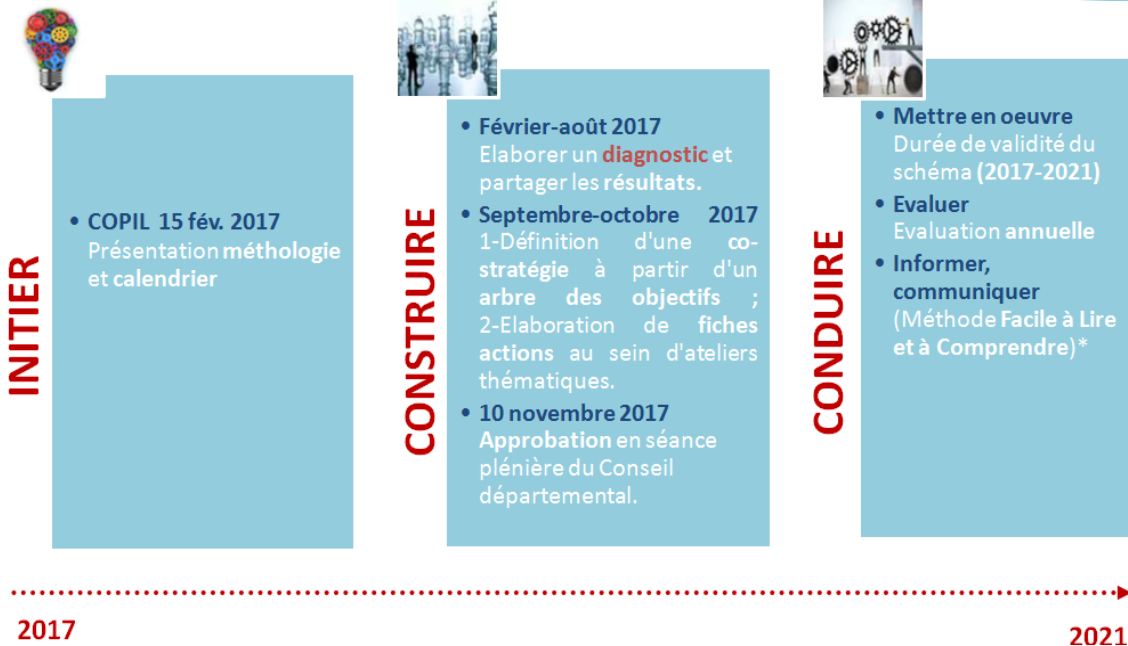 INITIER
• COPIL 15 fév. 2017
Présentation méthologie
et calendrier
CONSTRUIRE
• Février-août 2017
Elaborer un diagnostic et
partager les résultats.
• Septembre-octobre 2017
1-Définition d'une co-
stratégie à partir d'un
arbre des objectifs ;
2-Elaboration de fiches
actions au sein d'ateliers
thématiques.
• 10 novembre 2017
Approbation en séance
plénière du Conseil
départemental.
CONDUIRE
• Mettre en oeuvre
Durée de validité du
schéma (2017-2021)
• Evaluer
Evaluation annuelle
• Informer,
communiquer
(Méthode Facile à Lire
et à Comprendre)*
2017
2021